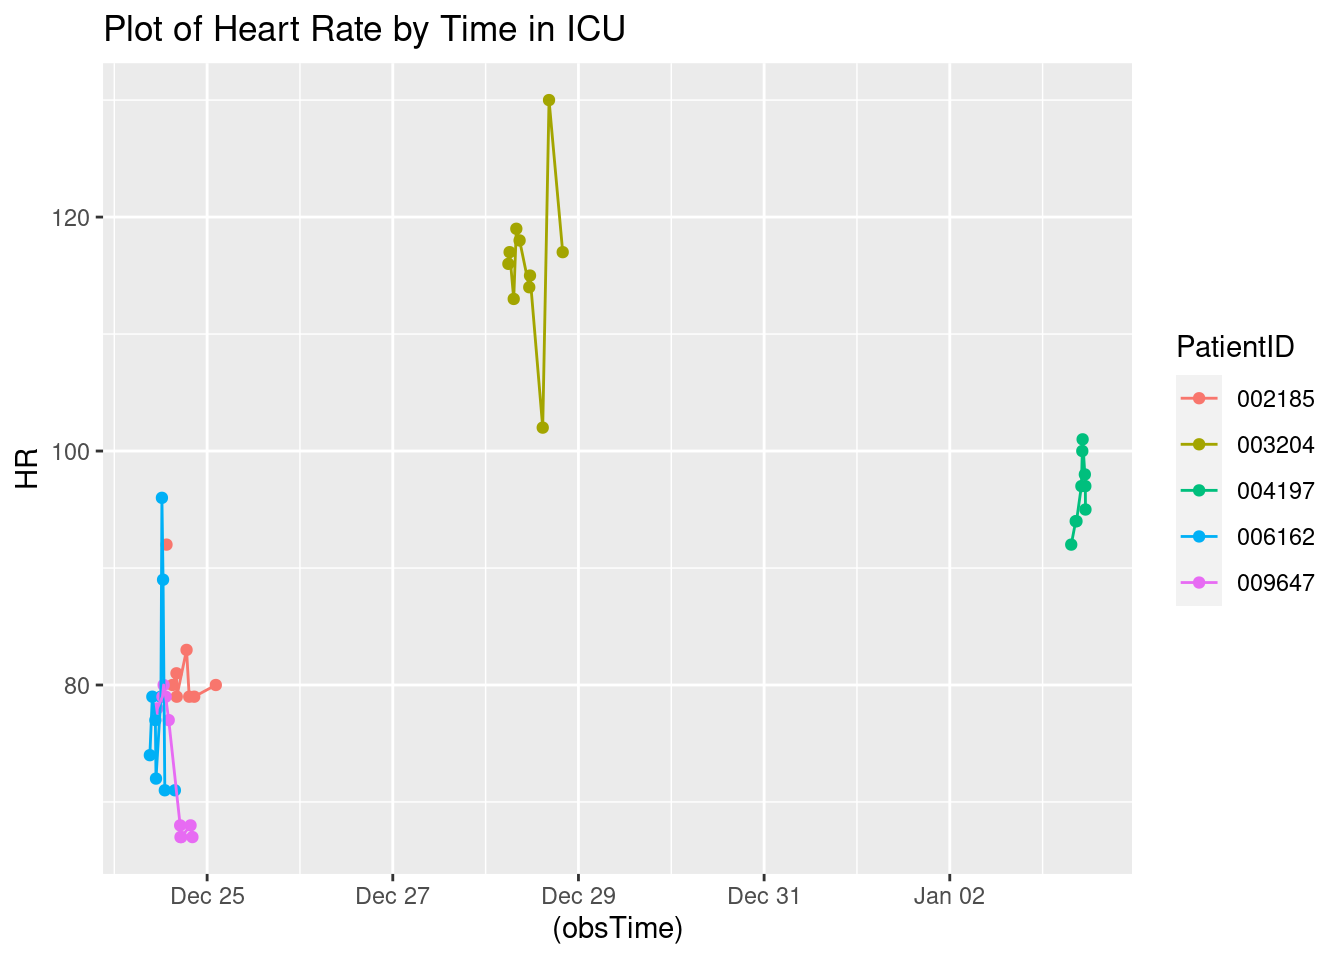 Plot of Heart Rate by Time in ICU
120
100
80
HR
Dec 25
Dec 27
Dec 29
Dec 31
Jan 02
(obsTime)
PatientID
002185
003204
004197
006162
009647